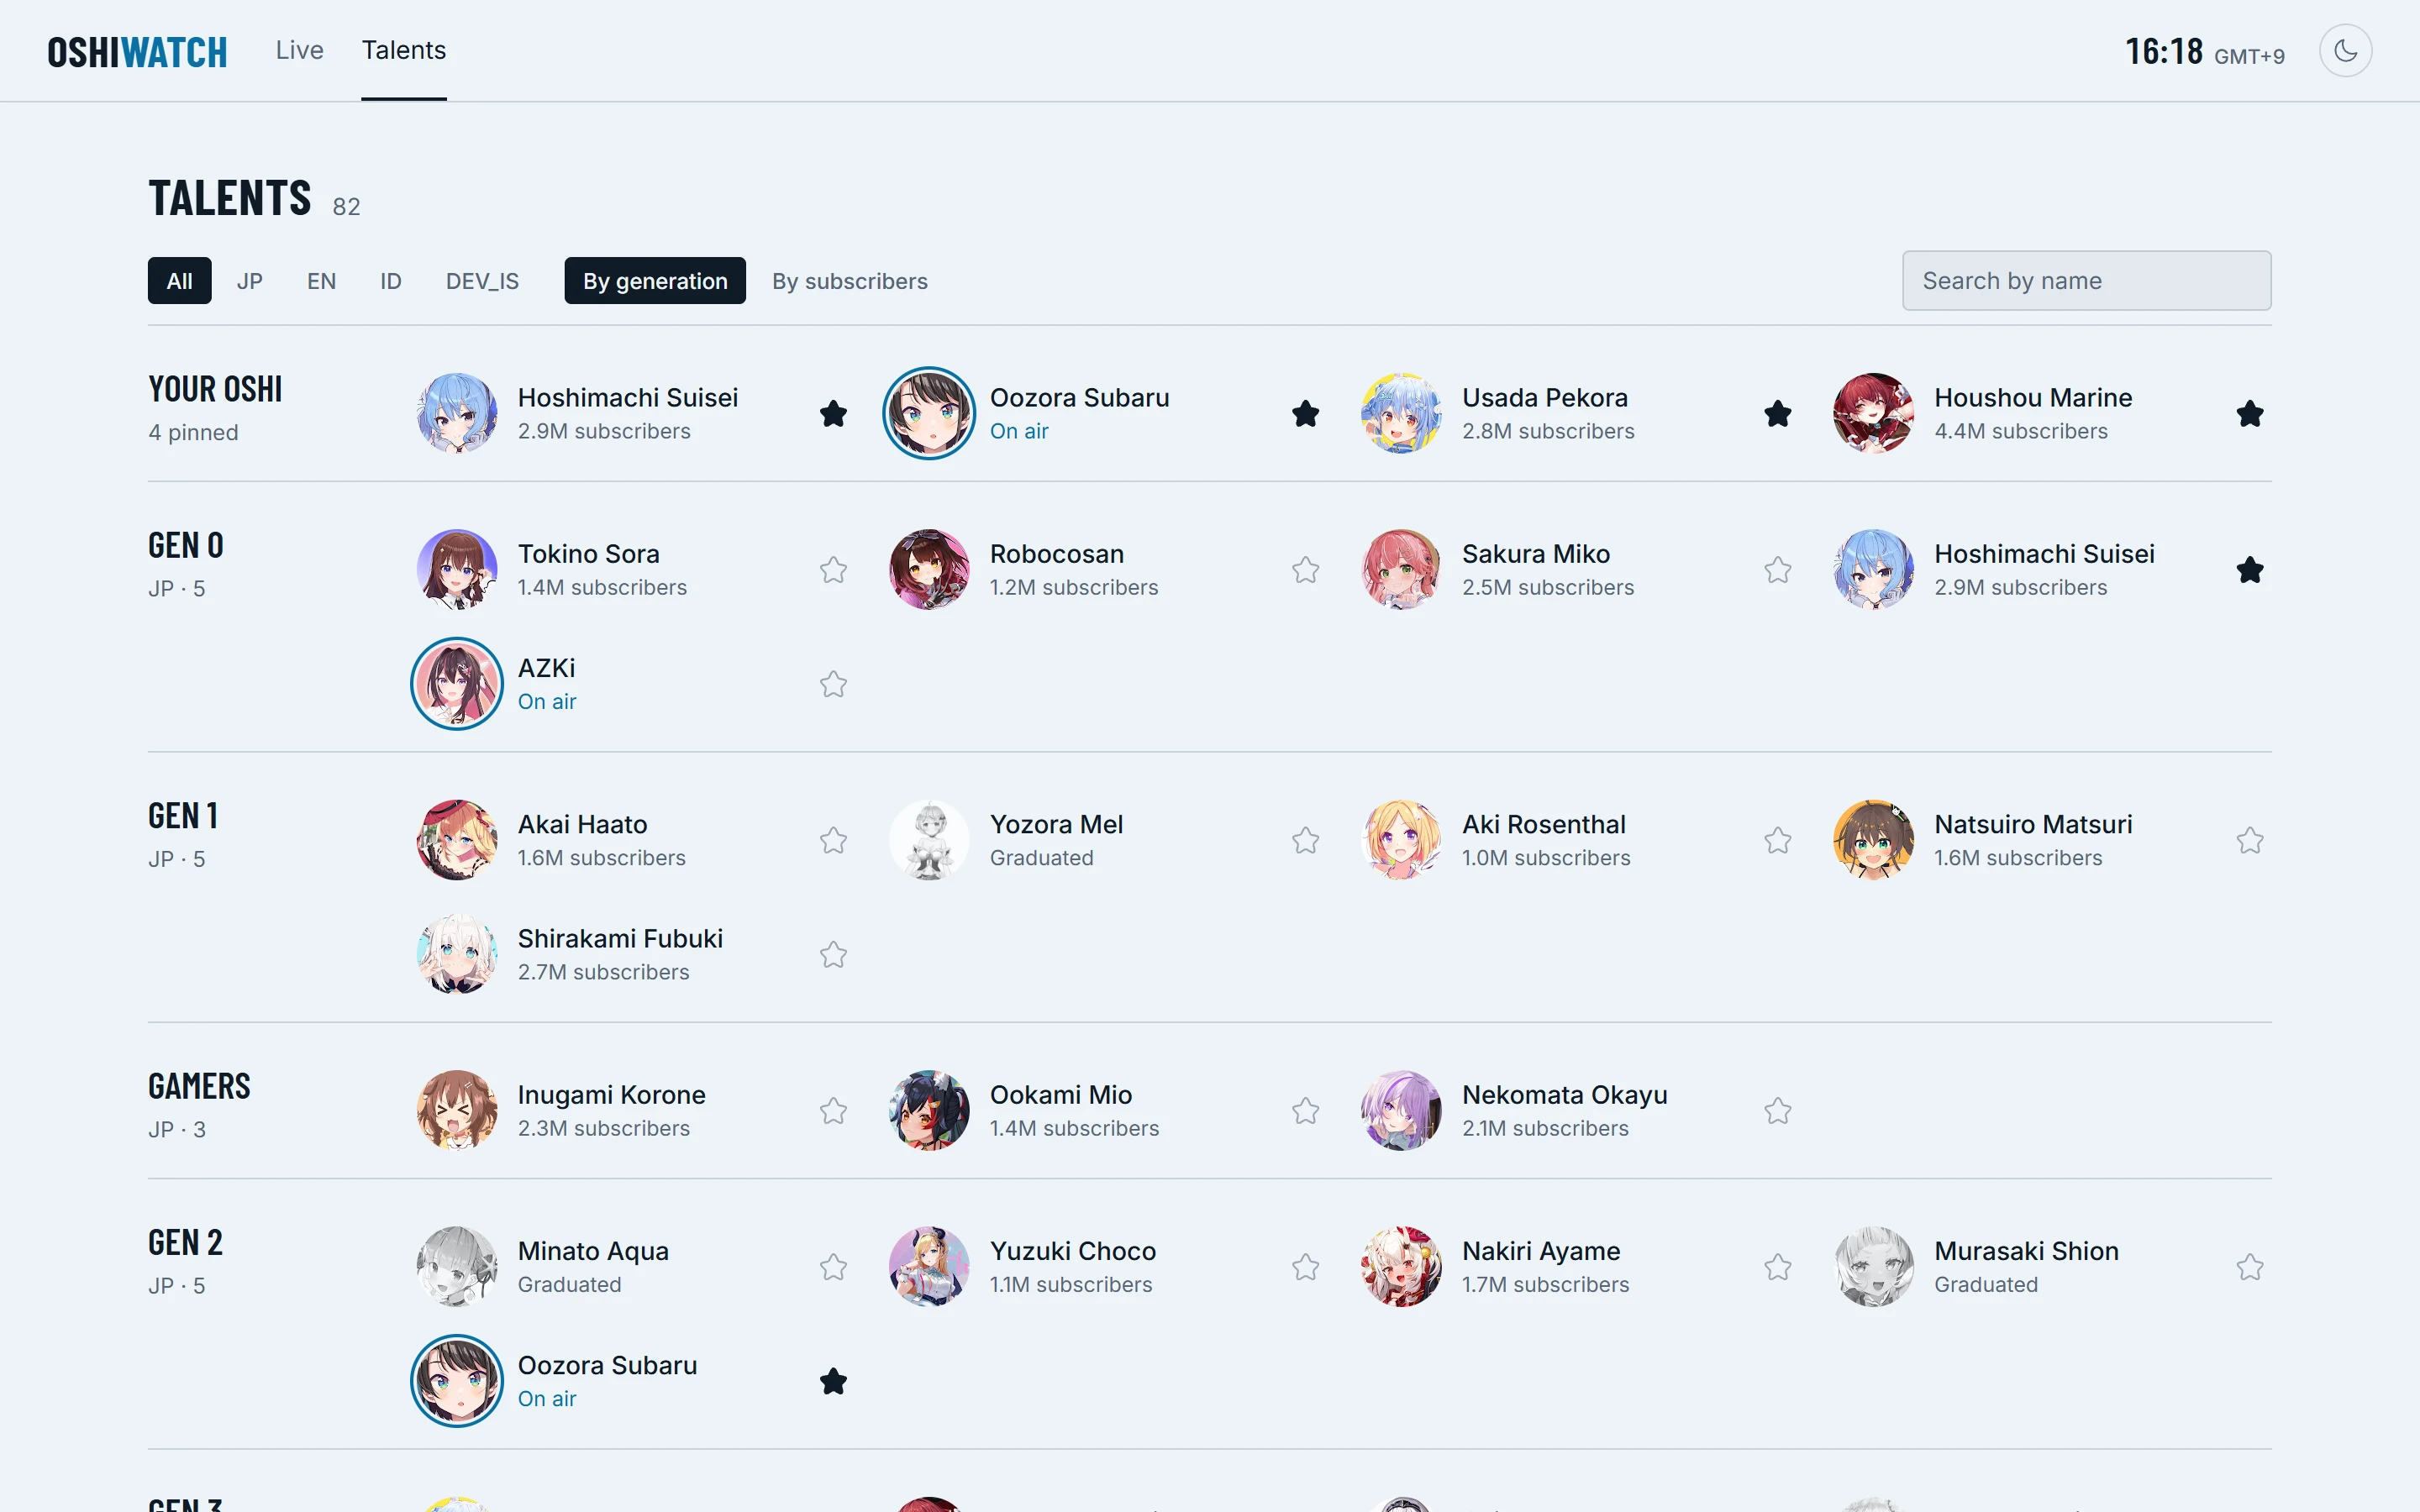 OSHIWATCH
Live
Talents
16:18 GMT+9
TALENTS 82
All
JP
EN
ID
DEV_IS
By generation
By subscribers
Search by name
YOUR OSHI
4 pinned
Hoshimachi Suisei
2.9M subscribers
Oozora Subaru
On air
Usada Pekora
2.8M subscribers
Houshou Marine
4.4M subscribers
GEN 0
JP · 5
Tokino Sora
1.4M subscribers
Robocosan
1.2M subscribers
Sakura Miko
2.5M subscribers
Hoshimachi Suisei
2.9M subscribers
AZKi
On air
GEN 1
JP · 5
Akai Haato
1.6M subscribers
Yozora Mel
Graduated
Aki Rosenthal
1.0M subscribers
Natsuiro Matsuri
1.6M subscribers
Shirakami Fubuki
2.7M subscribers
GAMERS
JP · 3
Inugami Korone
2.3M subscribers
Ookami Mio
1.4M subscribers
Nekomata Okayu
2.1M subscribers
GEN 2
JP · 5
Minato Aqua
Graduated
Yuzuki Choco
1.1M subscribers
Nakiri Ayame
1.7M subscribers
Murasaki Shion
Graduated
Oozora Subaru
On air
GEN 3